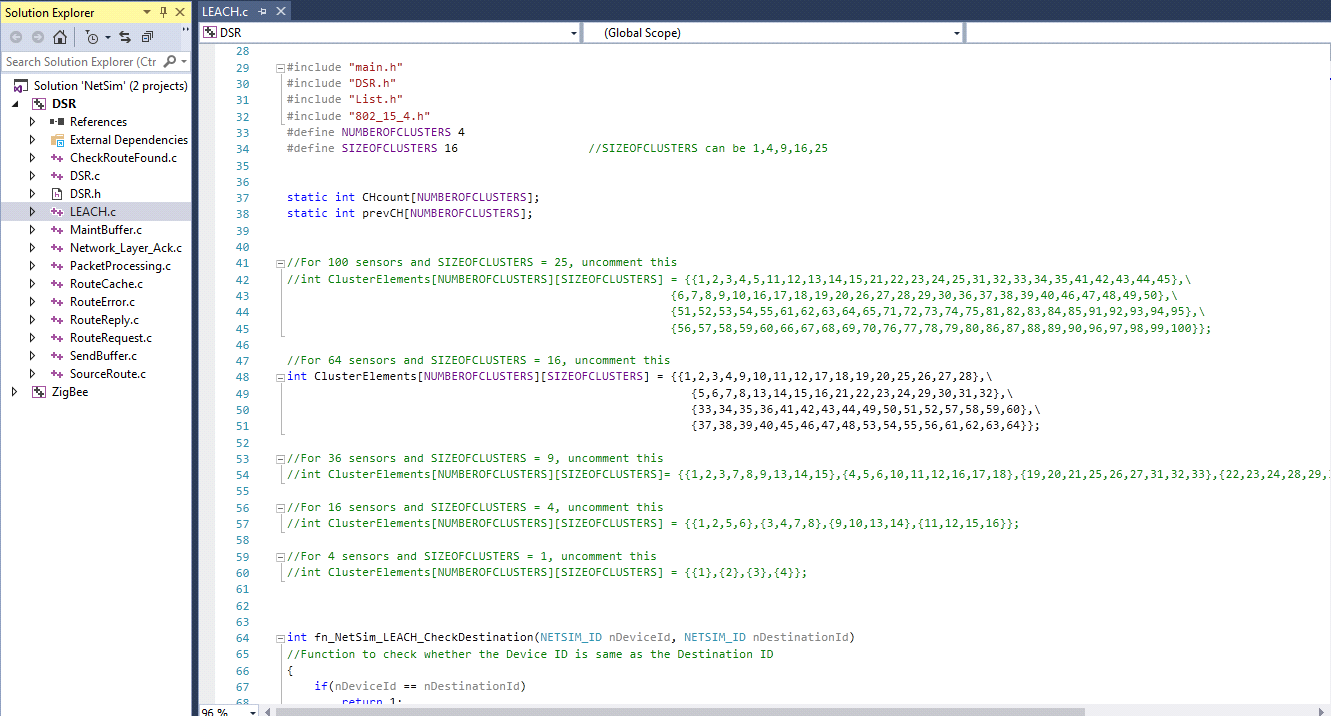 Solution Explorer
Search Solution Explorer (Ctr
Solution 'NetSim' (2 projects)
DSR
References
External Dependencies
CheckRouteFound.c
DSR.c
DSR.h
LEACH.c
MaintBuffer.c
Network_Layer_Ack.c
PacketProcessing.c
RouteCache.c
RouteError.c
RouteReply.c
RouteRequest.c
SendBuffer.c
SourceRoute.c
ZigBee
LEACH.c
DSR (Global Scope)
28
29 #include "main.h"
30 #include "DSR.h"
31 #include "List.h"
32 #include "802_15_4.h"
33 #define NUMBEROFCLUSTERS 4
34 #define SIZEOFCLUSTERS 16 //SIZEOFCLUSTERS can be 1,4,9,16,25
35
36
37 static int CHcount[NUMBEROFCLUSTERS];
38 static int prevCH[NUMBEROFCLUSTERS];
39
40
41 //For 100 sensors and SIZEOFCLUSTERS = 25, uncomment this
42 //int ClusterElements[NUMBEROFCLUSTERS][SIZEOFCLUSTERS] = {{1,2,3,4,5,11,12,13,14,15,21,22,23,24,25,31,32,33,34,35,41,42,43,44,45},\
43 {6,7,8,9,10,16,17,18,19,20,26,27,28,29,30,36,37,38,39,40,46,47,48,49,50},\
44 {51,52,53,54,55,61,62,63,64,65,71,72,73,74,75,81,82,83,84,85,91,92,93,94,95},\
45 {56,57,58,59,60,66,67,68,69,70,76,77,78,79,80,86,87,88,89,90,96,97,98,99,100}};
46
47 //For 64 sensors and SIZEOFCLUSTERS = 16, uncomment this
48 int ClusterElements[NUMBEROFCLUSTERS][SIZEOFCLUSTERS] = {{1,2,3,4,9,10,11,12,17,18,19,20,25,26,27,28},\
49 {5,6,7,8,13,14,15,16,21,22,23,24,29,30,31,32},\
50 {33,34,35,36,41,42,43,44,49,50,51,52,57,58,59,60},\
51 {37,38,39,40,45,46,47,48,53,54,55,56,61,62,63,64}};
52
53 //For 36 sensors and SIZEOFCLUSTERS = 9, uncomment this
54 //int ClusterElements[NUMBEROFCLUSTERS][SIZEOFCLUSTERS]= {{1,2,3,7,8,9,13,14,15},{4,5,6,10,11,12,16,17,18},{19,20,21,25,26,27,31,32,33},{22,23,24,28,29,
55
56 //For 16 sensors and SIZEOFCLUSTERS = 4, uncomment this
57 //int ClusterElements[NUMBEROFCLUSTERS][SIZEOFCLUSTERS] = {{1,2,5,6},{3,4,7,8},{9,10,13,14},{11,12,15,16}};
58
59 //For 4 sensors and SIZEOFCLUSTERS = 1, uncomment this
60 //int ClusterElements[NUMBEROFCLUSTERS][SIZEOFCLUSTERS] = {{1},{2},{3},{4}};
61
62
63
64 int fn_NetSim_LEACH_CheckDestination(NETSIM_ID nDeviceId, NETSIM_ID nDestinationId)
65 //Function to check whether the Device ID is same as the Destination ID
66 {
67 if(nDeviceId == nDestinationId)
68 return 1;
96 %